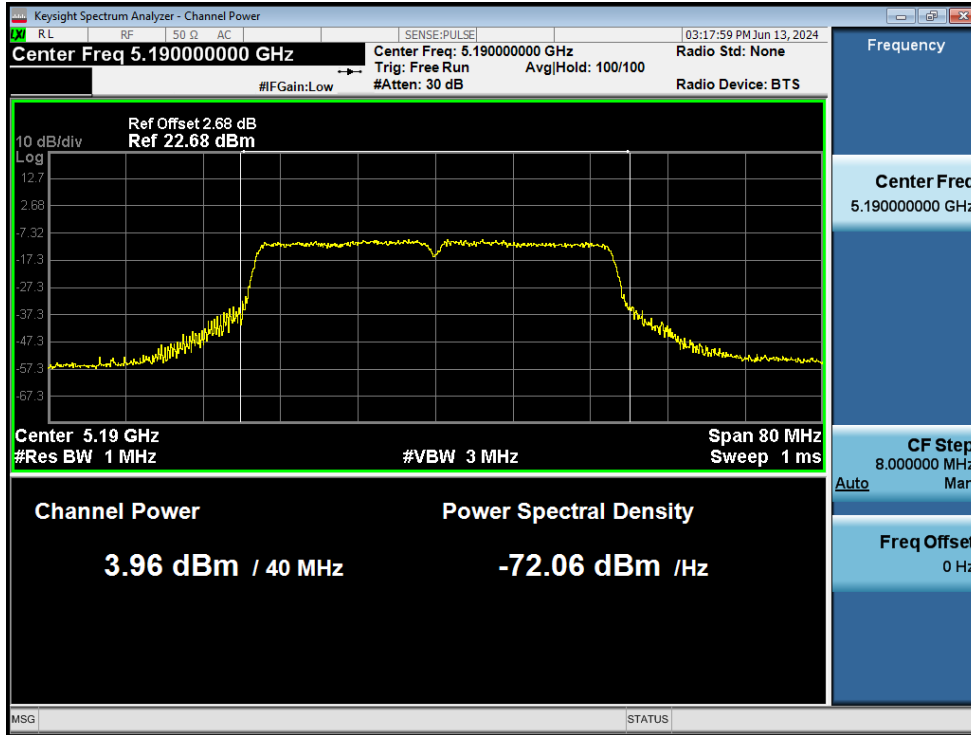 Keysight Spectrum Analyzer - Channel Power
LXI RL RF 50 Ω AC SENSE:PULSE 03:17:59 PM Jun 13, 2024
Center Freq 5.190000000 GHz
Center Freq: 5.190000000 GHz Radio Std: None
Trig: Free Run Avg|Hold: 100/100
#IFGain:Low #Atten: 30 dB Radio Device: BTS
Ref Offset 2.68 dB
10 dB/div Ref 22.68 dBm
Log
12.7
2.68
-7.32
-17.3
-27.3
-37.3
-47.3
-57.3
-67.3
Center 5.19 GHz Span 80 MHz
#Res BW 1 MHz #VBW 3 MHz Sweep 1 ms
Channel Power Power Spectral Density
3.96 dBm / 40 MHz -72.06 dBm /Hz
Frequency
Center Freq
5.190000000 GHz
CF Step
8.000000 MHz
Auto Man
Freq Offset
0 Hz
MSG STATUS